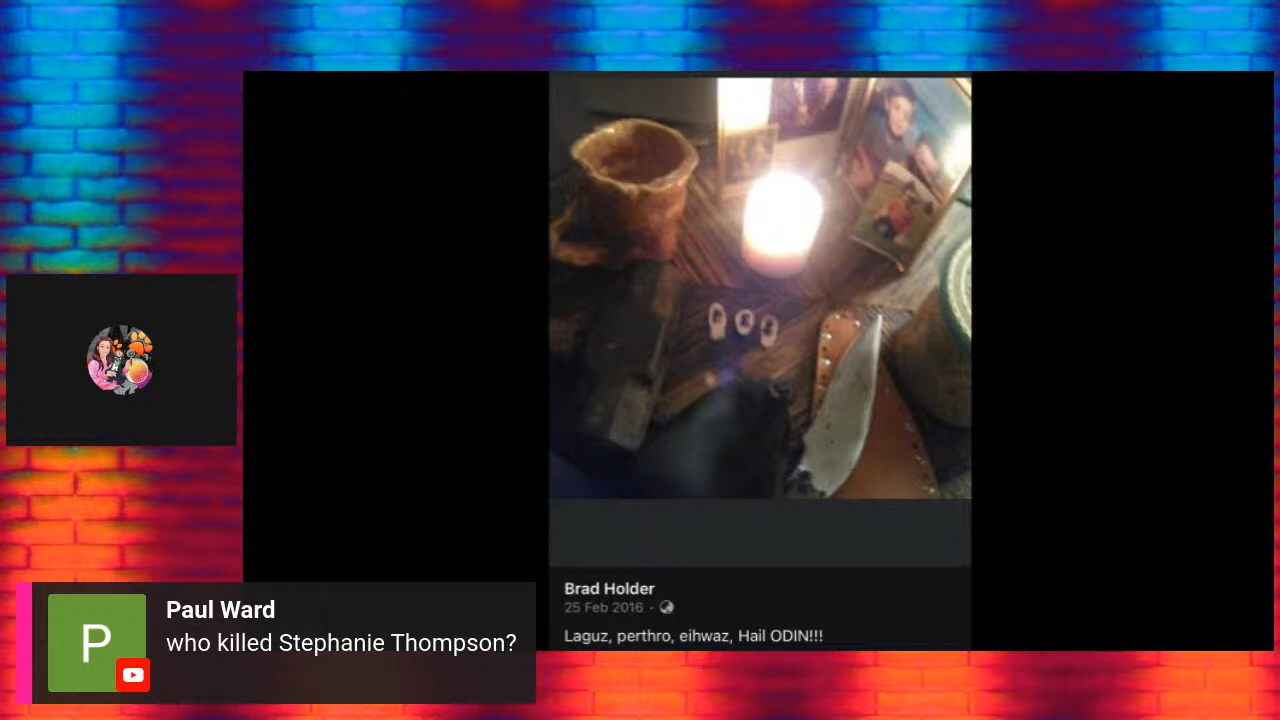 Brad Holder
25 Feb 2016 ·
Laguz, perthro, eihwaz, Hail ODIN!!!
P
Paul Ward
who killed Stephanie Thompson?